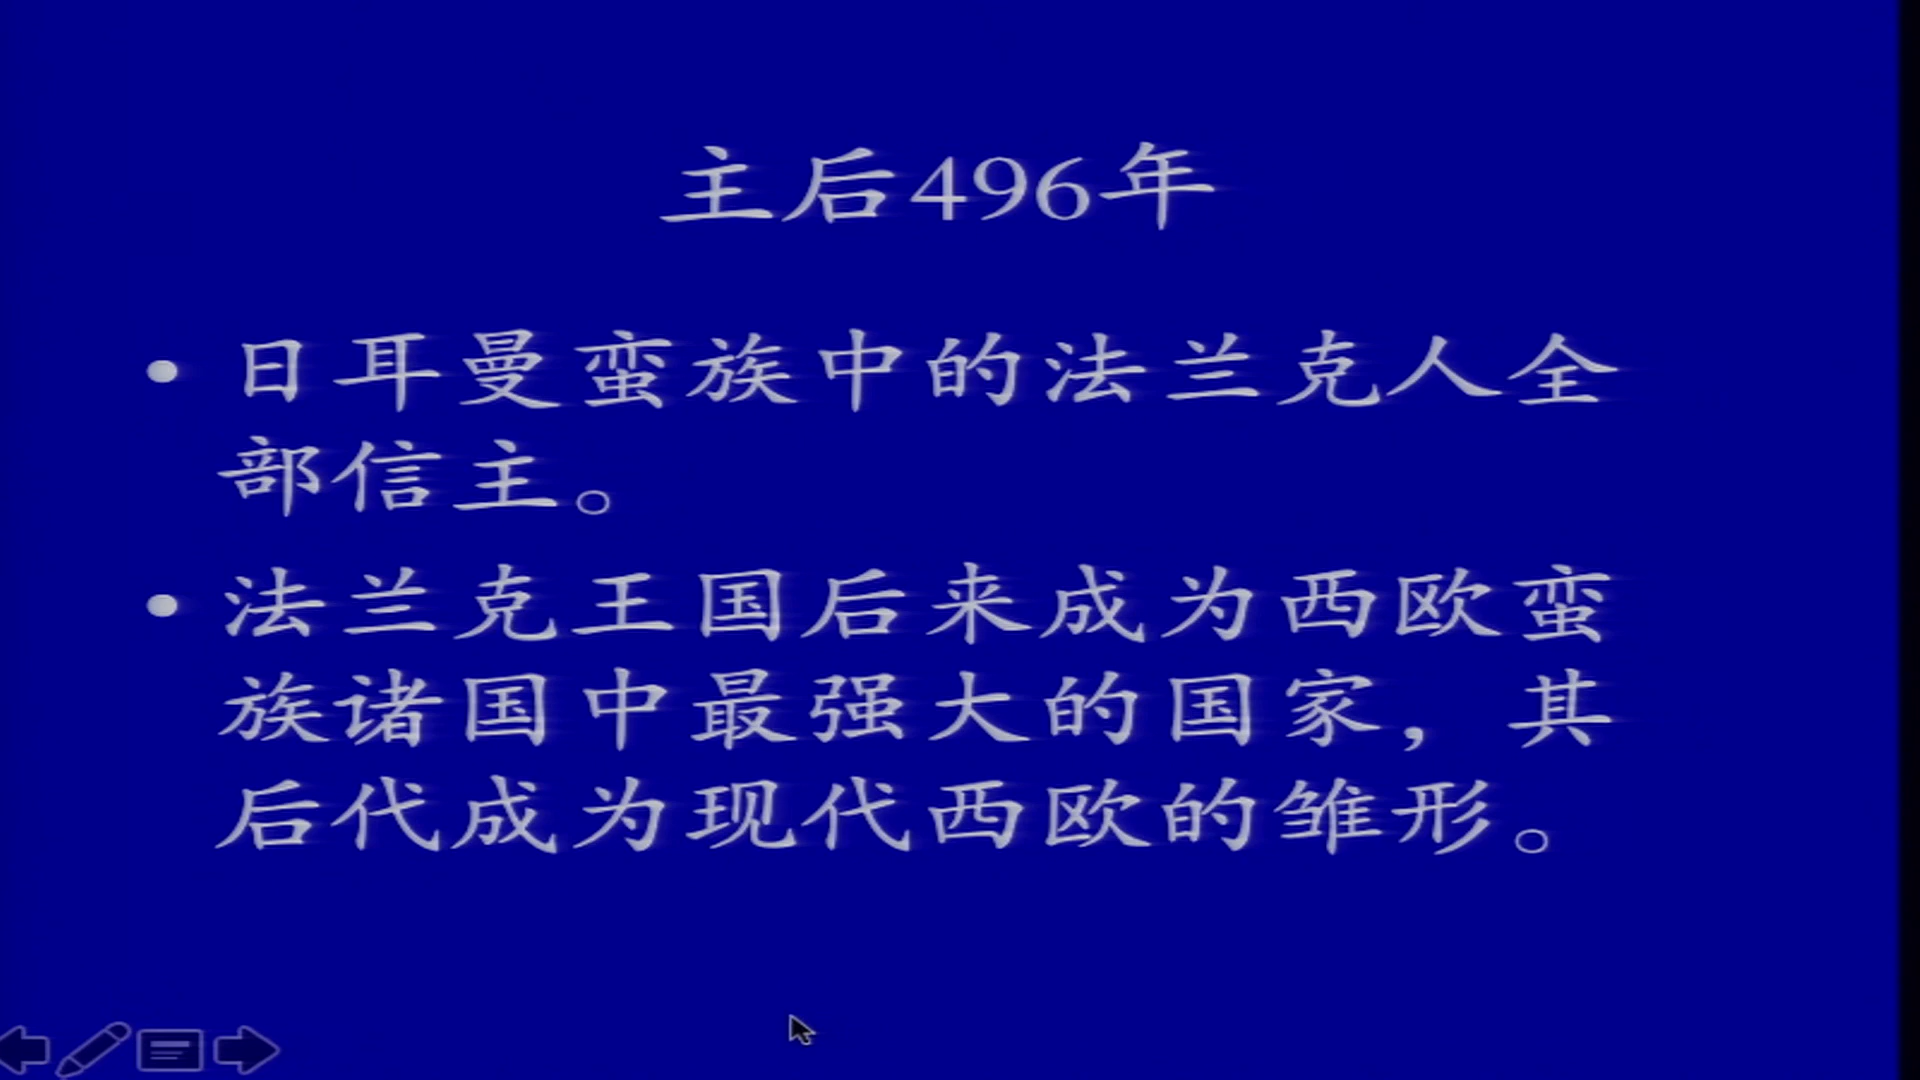 主后496年
• 日耳曼蛮族中的法兰克人全
部信主。
• 法兰克王国后来成为西欧蛮
族诸国中最强大的国家，其
后代成为现代西欧的雏形。